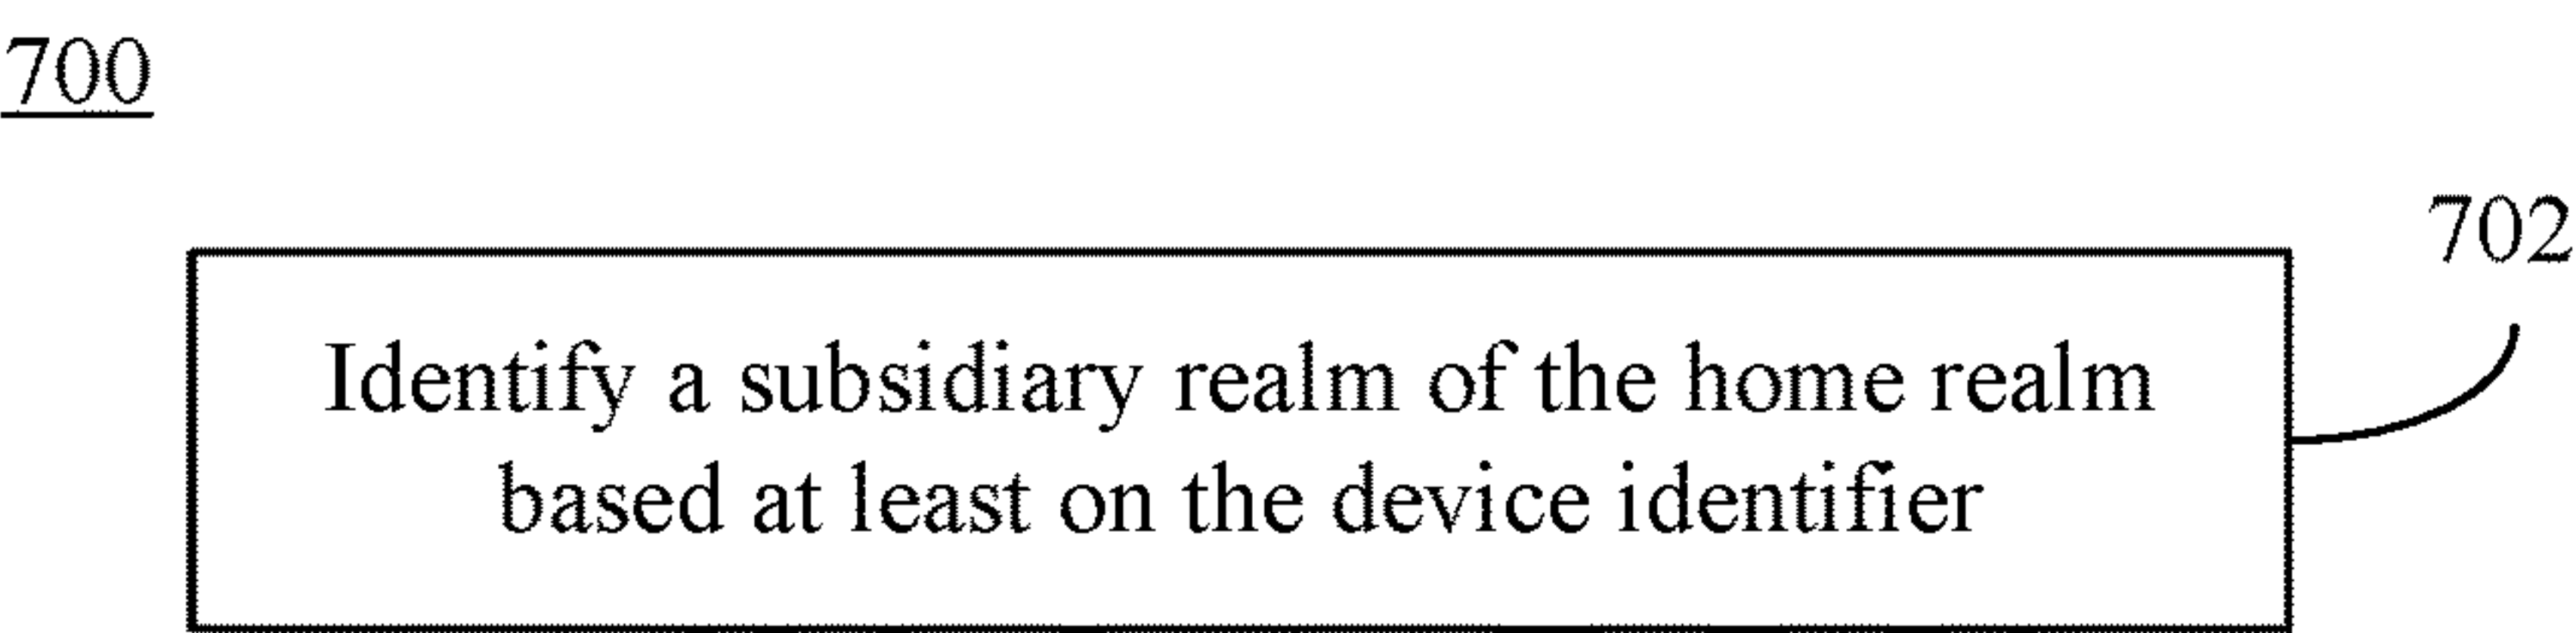 700
702
Identify a subsidiary realm of the home realm
based at least on the device identifier